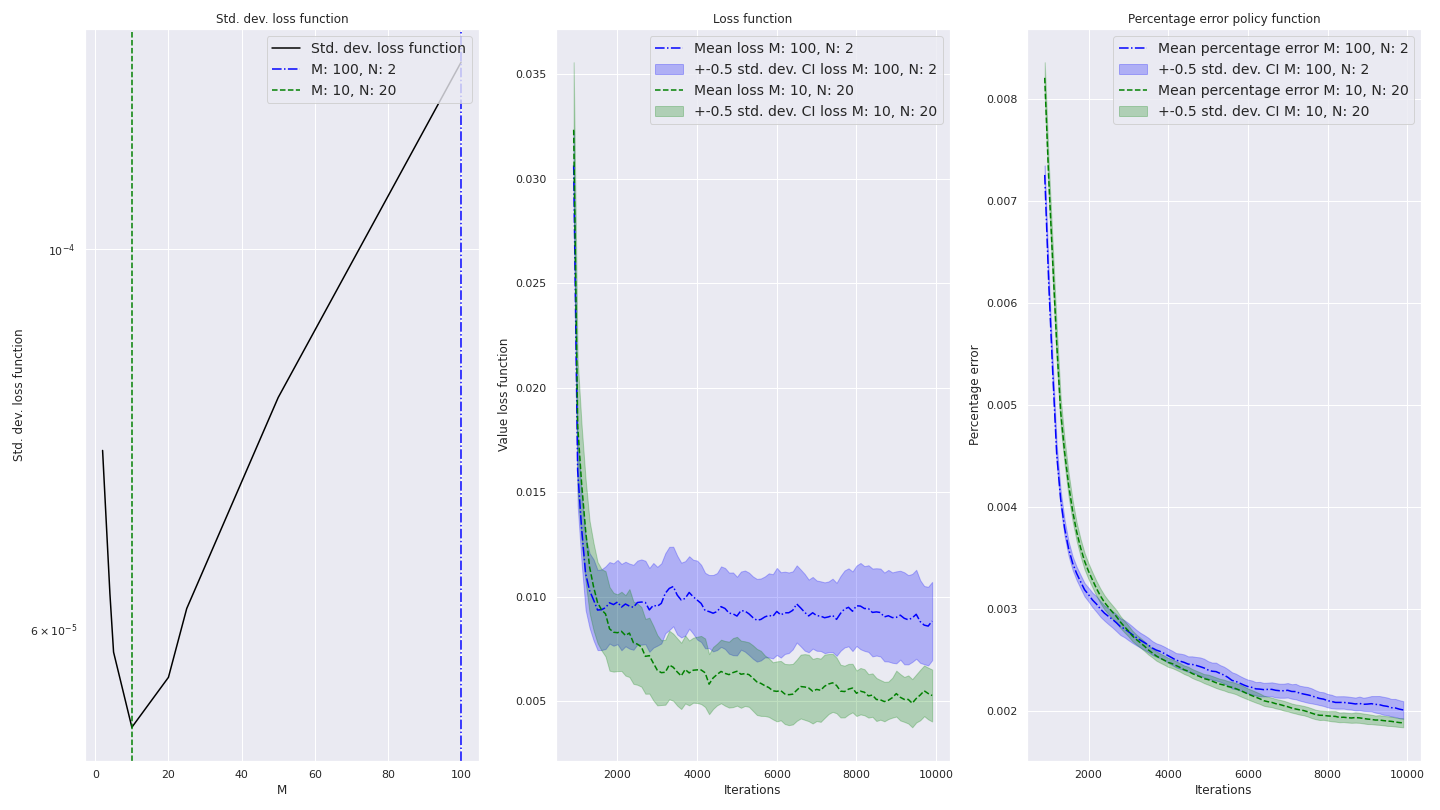 Std. dev. loss function
Std. dev. loss function
M: 100, N: 2
M: 10, N: 20
10⁻⁴
6 × 10⁻⁵
Std. dev. loss function
0 20 40 60 80 100
M
Loss function
Mean loss M: 100, N: 2
+-0.5 std. dev. CI loss M: 100, N: 2
Mean loss M: 10, N: 20
+-0.5 std. dev. CI loss M: 10, N: 20
0.035
0.030
0.025
0.020
0.015
0.010
0.005
Value loss function
2000 4000 6000 8000 10000
Iterations
Percentage error policy function
Mean percentage error M: 100, N: 2
+-0.5 std. dev. CI M: 100, N: 2
Mean percentage error M: 10, N: 20
+-0.5 std. dev. CI M: 10, N: 20
0.008
0.007
0.006
0.005
0.004
0.003
0.002
Percentage error
2000 4000 6000 8000 10000
Iterations